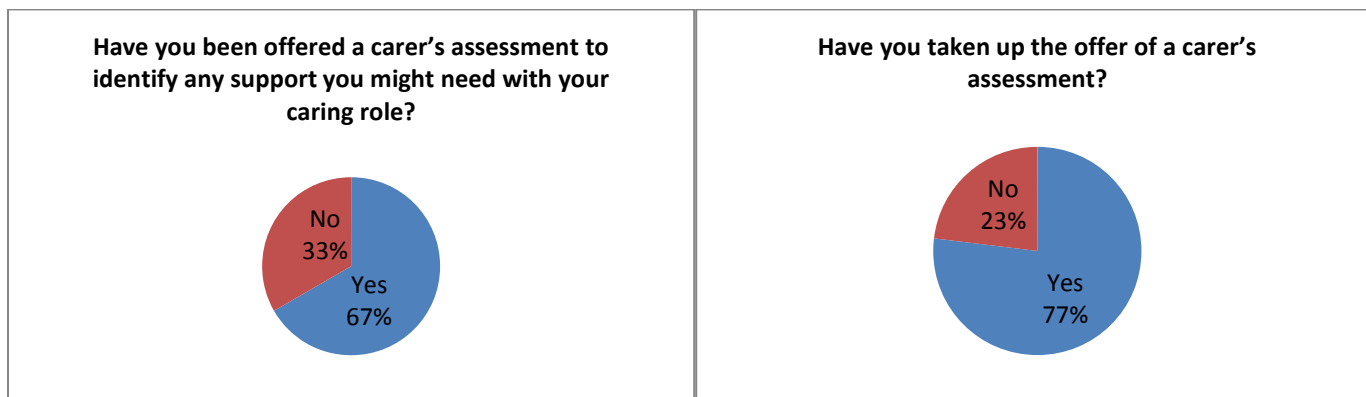 Have you been offered a carer’s assessment to
identify any support you might need with your
caring role?
No
33%
Yes
67%
Have you taken up the offer of a carer’s
assessment?
No
23%
Yes
77%